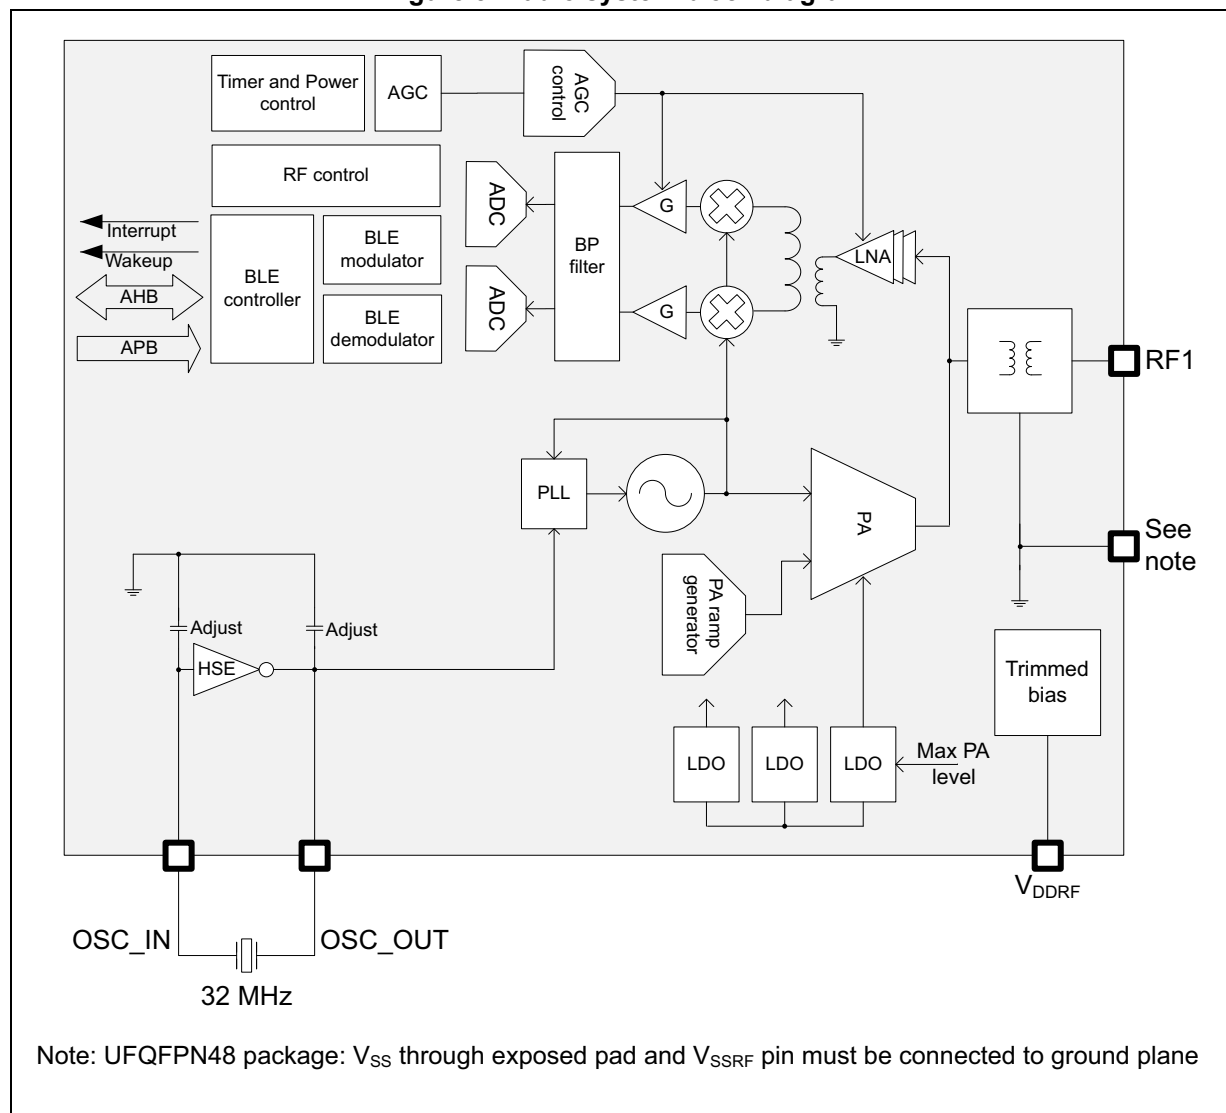 Timer and Power
control
AGC
AGC
control
RF control
ADC
BP
filter
G
LNA
Interrupt
Wakeup
AHB
APB
BLE
controller
BLE
modulator
BLE
demodulator
ADC
G
RF1
PLL
PA
See
note
Adjust
Adjust
HSE
PA ramp
generator
Trimmed
bias
LDO
LDO
LDO
Max PA
level
VDDRF
OSC_IN
OSC_OUT
32 MHz
Note: UFQFPN48 package: VSS through exposed pad and VSSRF pin must be connected to ground plane